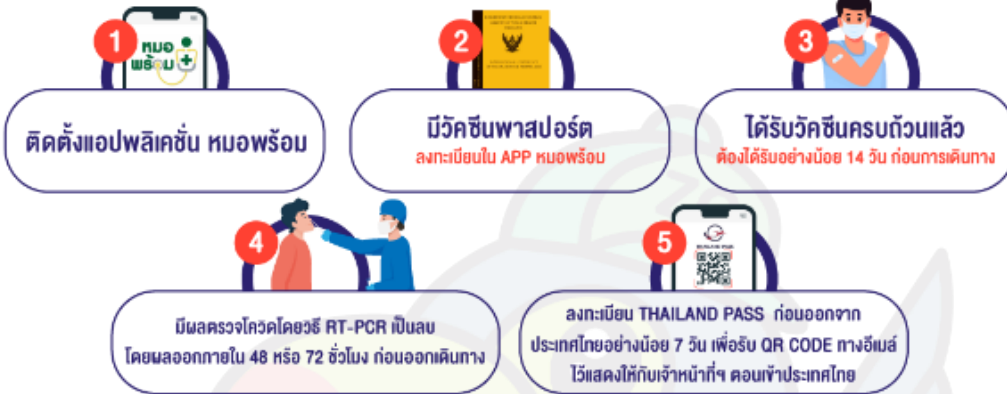 1
หมอ
พร้อม
ติดตั้งแอปพลิเคชั่น หมอพร้อม
2
มีวัคซีนพาสปอร์ต
ลงทะเบียนใน APP หมอพร้อม
3
ได้รับวัคซีนครบถ้วนแล้ว
ต้องได้รับอย่างน้อย 14 วัน ก่อนการเดินทาง
4
มีผลตรวจโควิดโดยวิธี RT-PCR เป็นลบ
โดยผลออกภายใน 48 หรือ 72 ชั่วโมง ก่อนออกเดินทาง
5
THAILAND PASS
ลงทะเบียน THAILAND PASS ก่อนออกจาก
ประเทศไทยอย่างน้อย 7 วัน เพื่อรับ QR CODE ทางอีเมล์
ไว้แสดงให้กับเจ้าหน้าที่ฯ ตอนเข้าประเทศไทย